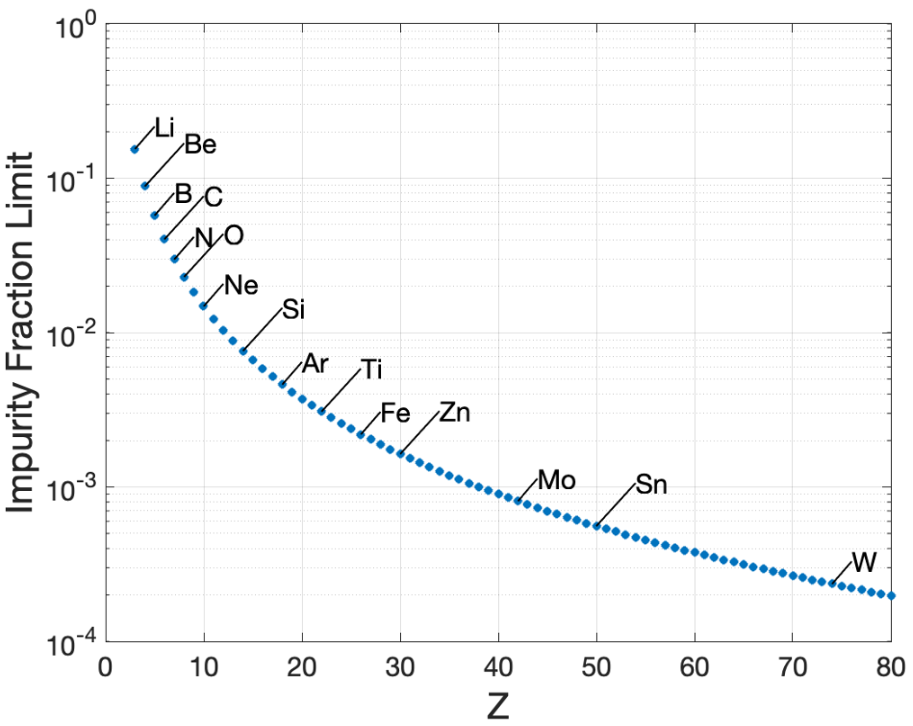 10^0
10^-1
10^-2
10^-3
10^-4
Impurity Fraction Limit
Li
Be
B
C
N
O
Ne
Si
Ar
Ti
Fe
Zn
Mo
Sn
W
0 10 20 30 40 50 60 70 80
Z